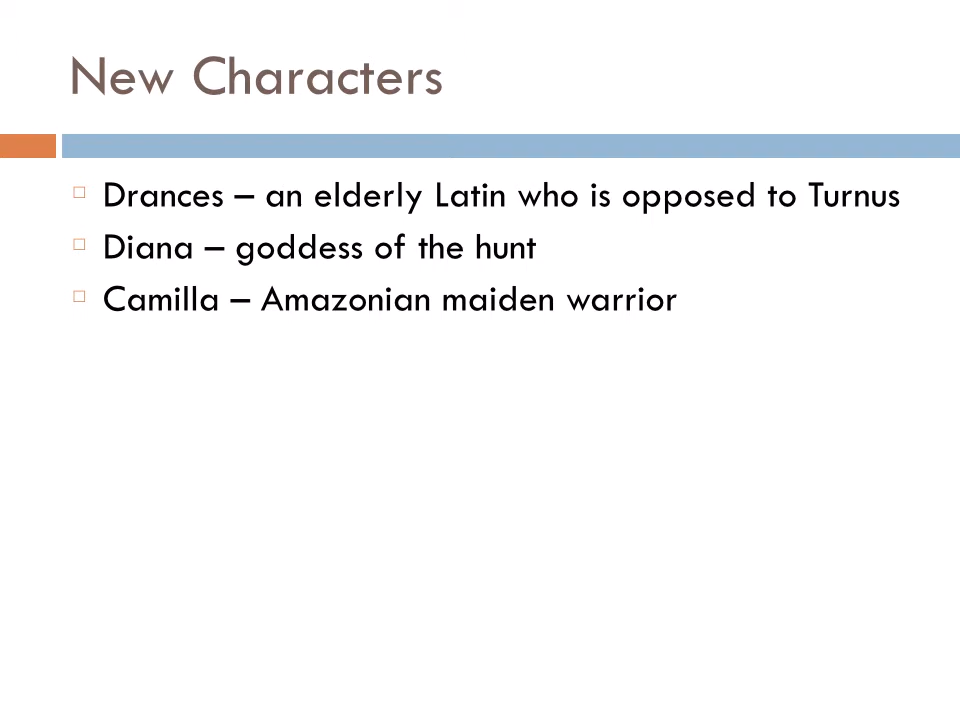 New Characters
Drances – an elderly Latin who is opposed to Turnus
Diana – goddess of the hunt
Camilla – Amazonian maiden warrior